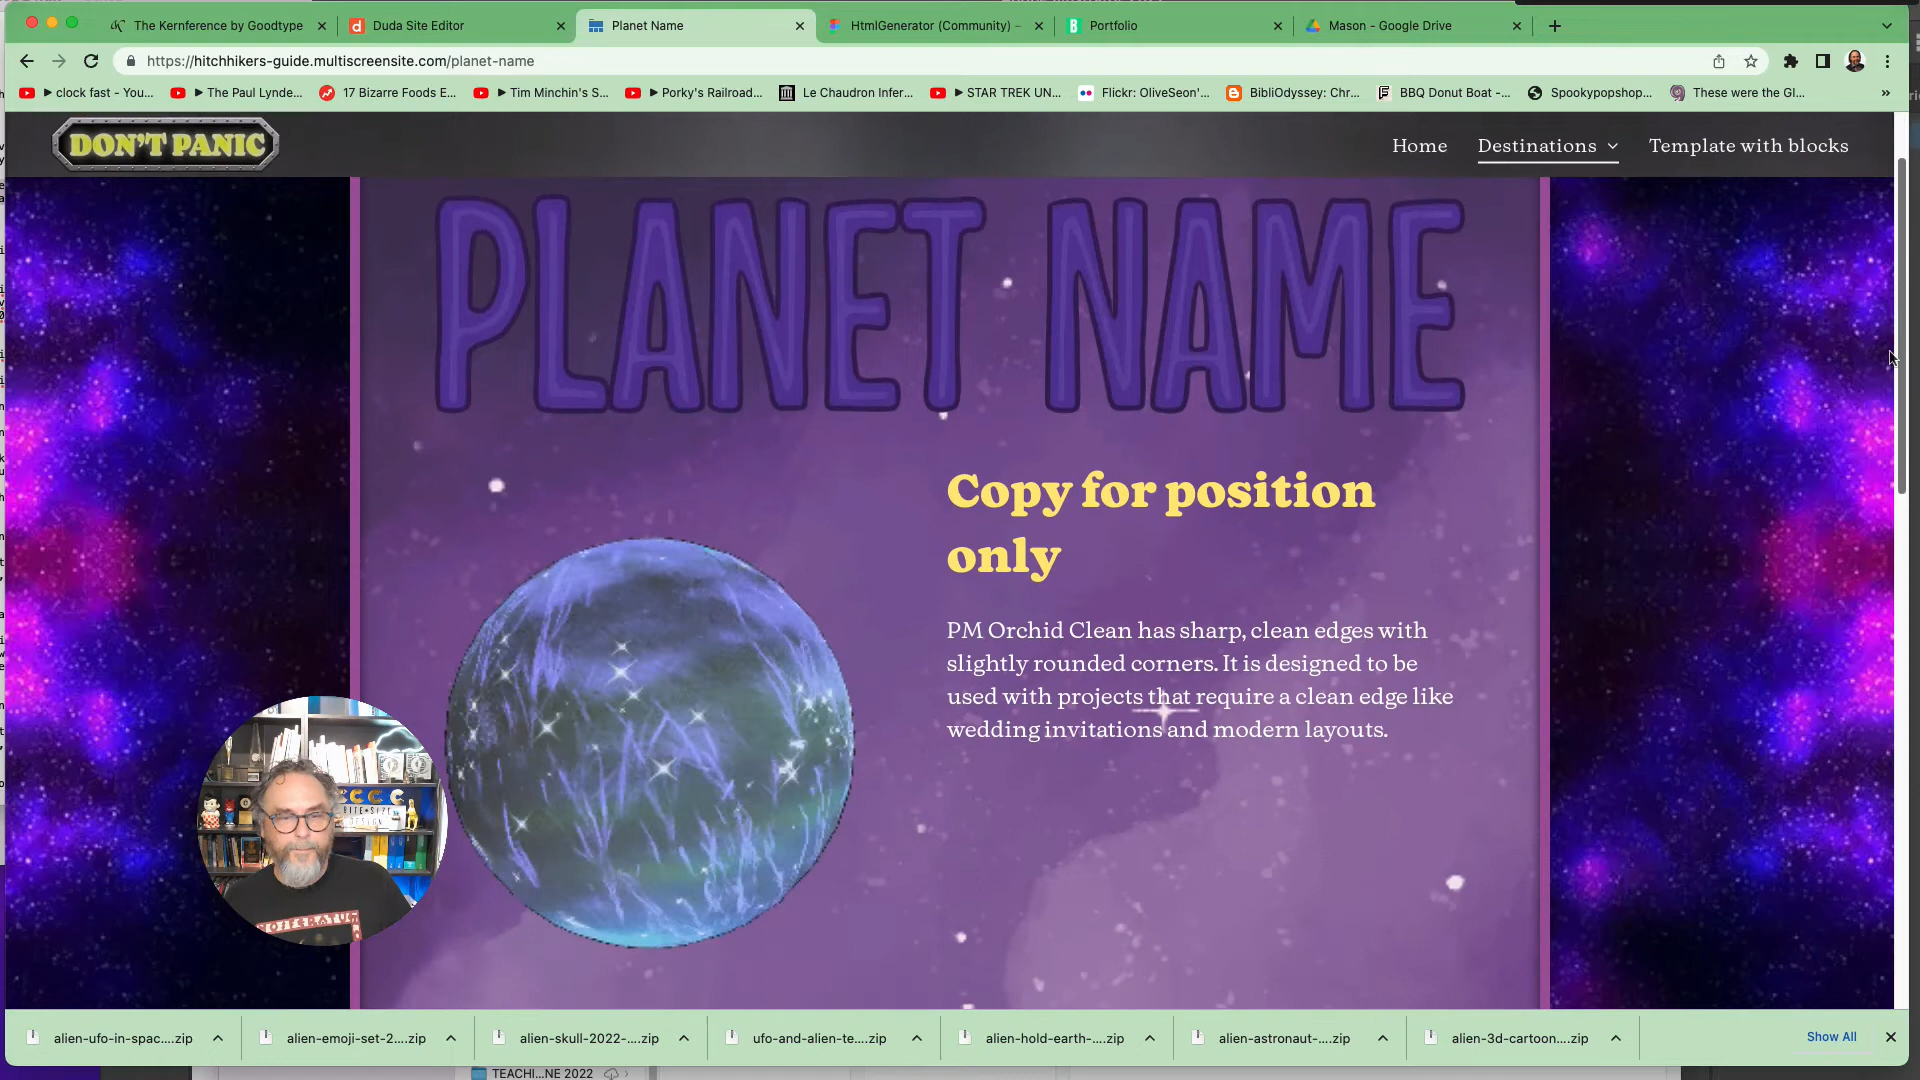 The Kernference by Goodtype
Duda Site Editor
Planet Name
HtmlGenerator (Community) –
Portfolio
Mason - Google Drive
https://hitchhikers-guide.multiscreensite.com/planet-name
► clock fast - You...
► The Paul Lynde...
17 Bizarre Foods E...
► Tim Minchin's S...
► Porky's Railroad...
Le Chaudron Infer...
► STAR TREK UN...
Flickr: OliveSeon'...
BibliOdyssey: Chr...
BBQ Donut Boat -...
Spookypopshop...
These were the Gl...
»
DON'T PANIC
Home
Destinations
Template with blocks
PLANET NAME
Copy for position
only
PM Orchid Clean has sharp, clean edges with
slightly rounded corners. It is designed to be
used with projects that require a clean edge like
wedding invitations and modern layouts.
BITE•SIZE
DESIGN
NOSFERATU
alien-ufo-in-spac....zip
alien-emoji-set-2....zip
alien-skull-2022-....zip
ufo-and-alien-te....zip
alien-hold-earth-....zip
alien-astronaut-....zip
alien-3d-cartoon....zip
Show All
TEACHI...NE 2022